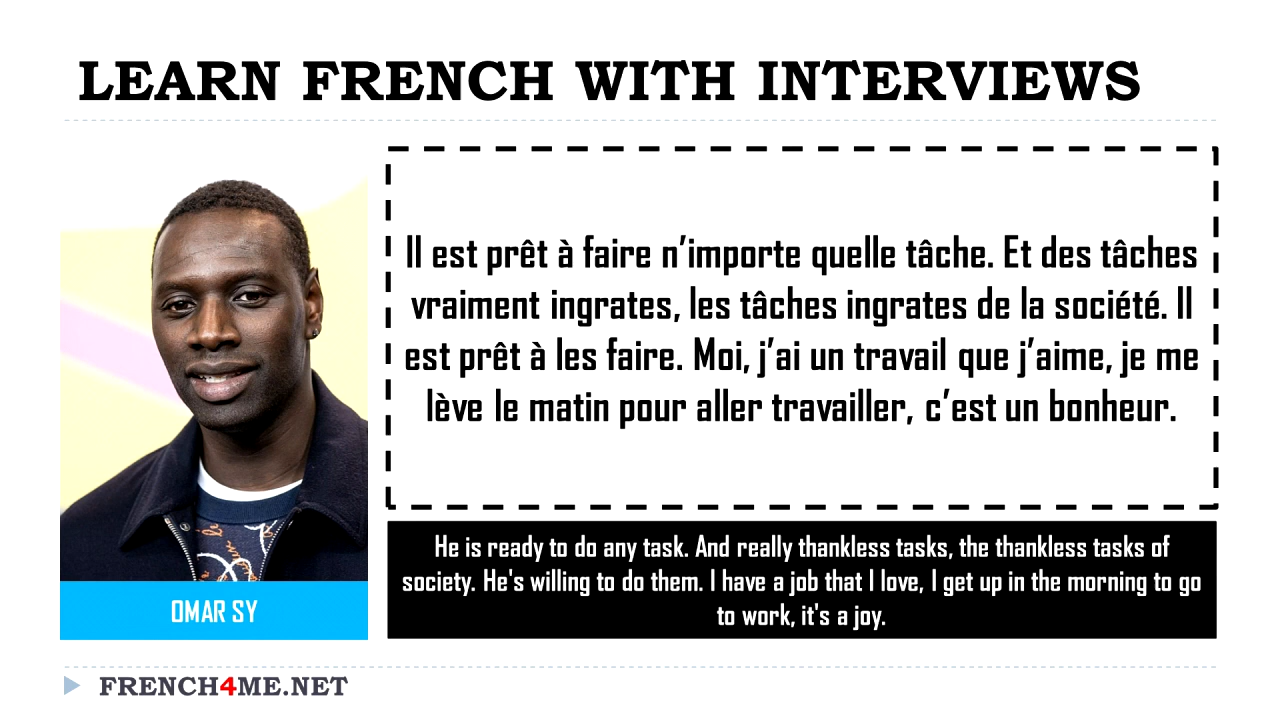 LEARN FRENCH WITH INTERVIEWS
Il est prêt à faire n’importe quelle tâche. Et des tâches
vraiment ingrates, les tâches ingrates de la société. Il
est prêt à les faire. Moi, j’ai un travail que j’aime, je me
lève le matin pour aller travailler, c’est un bonheur.
He is ready to do any task. And really thankless tasks, the thankless tasks of
society. He's willing to do them. I have a job that I love, I get up in the morning to go
to work, it's a joy.
OMAR SY
FRENCH4ME.NET